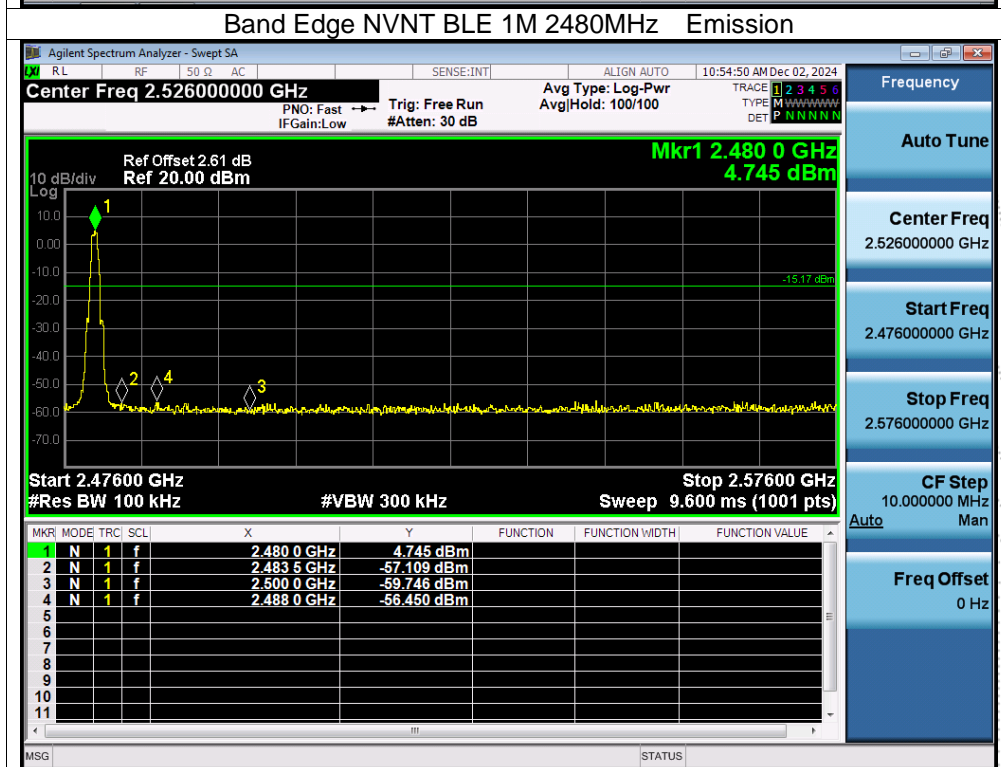 Band Edge NVNT BLE 1M 2480MHz Emission
Agilent Spectrum Analyzer - Swept SA
LXI RL RF 50 Ω AC SENSE:INT ALIGN AUTO 10:54:50 AM Dec 02, 2024
Center Freq 2.526000000 GHz
PNO: Fast
IFGain:Low
Trig: Free Run
#Atten: 30 dB
Avg Type: Log-Pwr
Avg|Hold: 100/100
TRACE 1 2 3 4 5 6
TYPE M WWWWW
DET P N N N N N
Mkr1 2.480 0 GHz
4.745 dBm
Ref Offset 2.61 dB
10 dB/div Ref 20.00 dBm
Log
10.0
0.00
-10.0
-20.0
-30.0
-40.0
-50.0
-60.0
-70.0
1
2
4
3
-15.17 dBm
Start 2.47600 GHz Stop 2.57600 GHz
#Res BW 100 kHz #VBW 300 kHz Sweep 9.600 ms (1001 pts)
MKR MODE TRC SCL X Y FUNCTION FUNCTION WIDTH FUNCTION VALUE
1 N 1 f 2.480 0 GHz 4.745 dBm
2 N 1 f 2.483 5 GHz -57.109 dBm
3 N 1 f 2.500 0 GHz -59.746 dBm
4 N 1 f 2.488 0 GHz -56.450 dBm
5
6
7
8
9
10
11
MSG STATUS
Frequency
Auto Tune
Center Freq
2.526000000 GHz
Start Freq
2.476000000 GHz
Stop Freq
2.576000000 GHz
CF Step
10.000000 MHz
Auto Man
Freq Offset
0 Hz